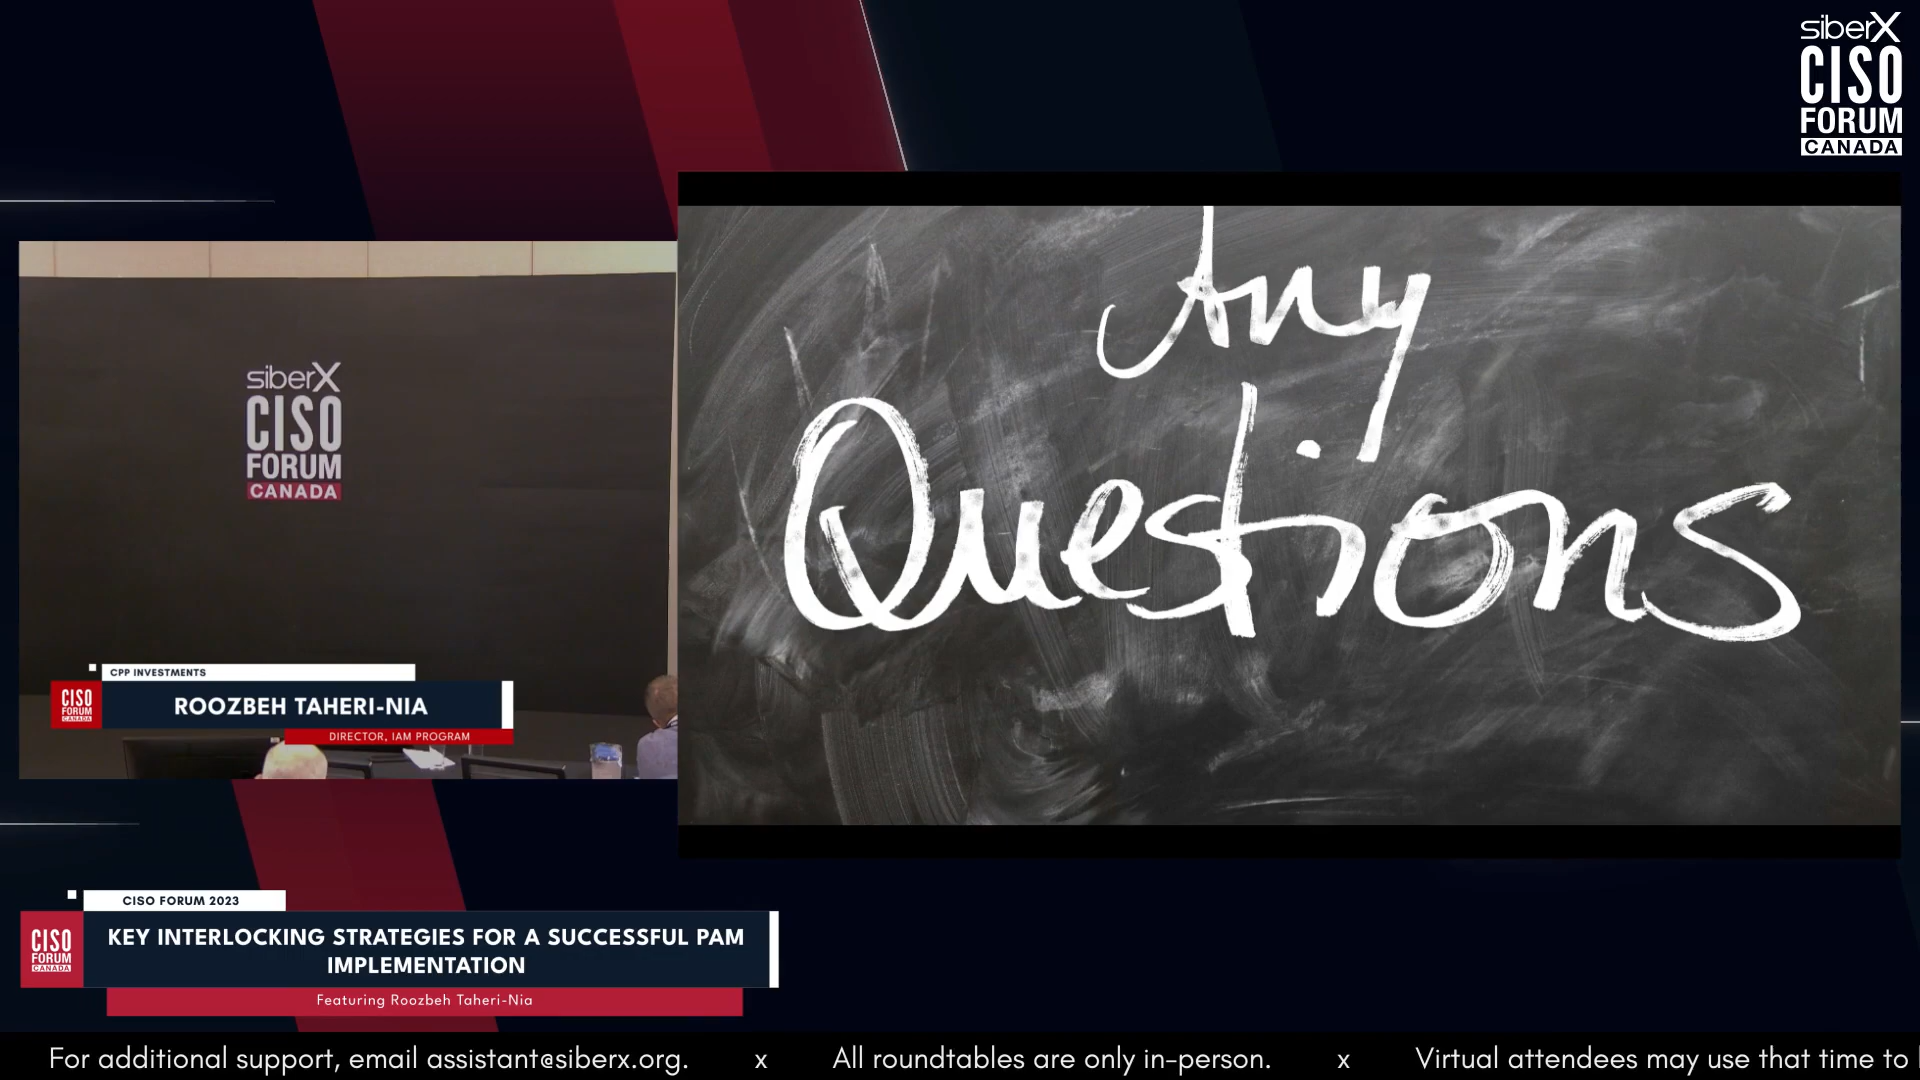 siberX
CISO
FORUM
CANADA
Any
Questions
siberX
CISO
FORUM
CANADA
CPP INVESTMENTS
CISO
FORUM
CANADA
ROOZBEH TAHERI-NIA
DIRECTOR, IAM PROGRAM
CISO FORUM 2023
CISO
FORUM
CANADA
KEY INTERLOCKING STRATEGIES FOR A SUCCESSFUL PAM
IMPLEMENTATION
Featuring Roozbeh Taheri-Nia
For additional support, email assistant@siberx.org. x All roundtables are only in-person. x Virtual attendees may use that time to